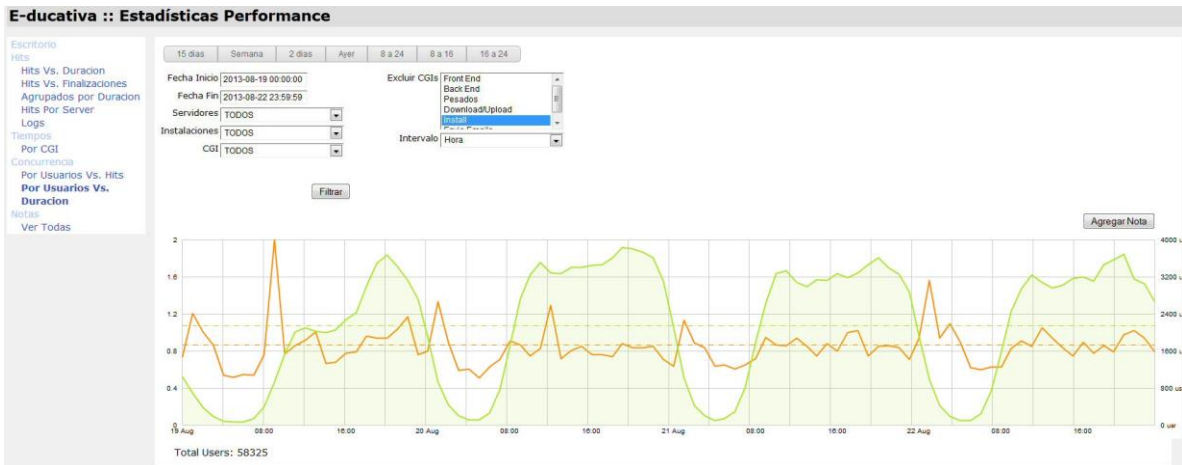 E-ducativa :: Estadísticas Performance
Escritorio
Hits
Hits Vs. Duracion
Hits Vs. Finalizaciones
Agrupados por Duracion
Hits Por Server
Logs
Tiempos
Por CGI
Concurrencia
Por Usuarios Vs. Hits
Por Usuarios Vs.
Duracion
Notas
Ver Todas
15 dias Semana 2 dias Ayer 8 a 24 8 a 16 16 a 24
Fecha Inicio 2013-08-19 00:00:00
Fecha Fin 2013-08-22 23:59:59
Servidores TODOS
Instalaciones TODOS
CGI TODOS
Excluir CGIs Front End
Back End
Pesados
Download/Upload
Install
Intervalo Hora
Filtrar
Agregar Nota
2
1.6
1.2
0.8
0.4
0
4000 u
3200 u
2400 u
1600 u
800 us
0 usr
19 Aug 08:00 16:00 20 Aug 08:00 16:00 21 Aug 08:00 16:00 22 Aug 08:00 16:00
Total Users: 58325